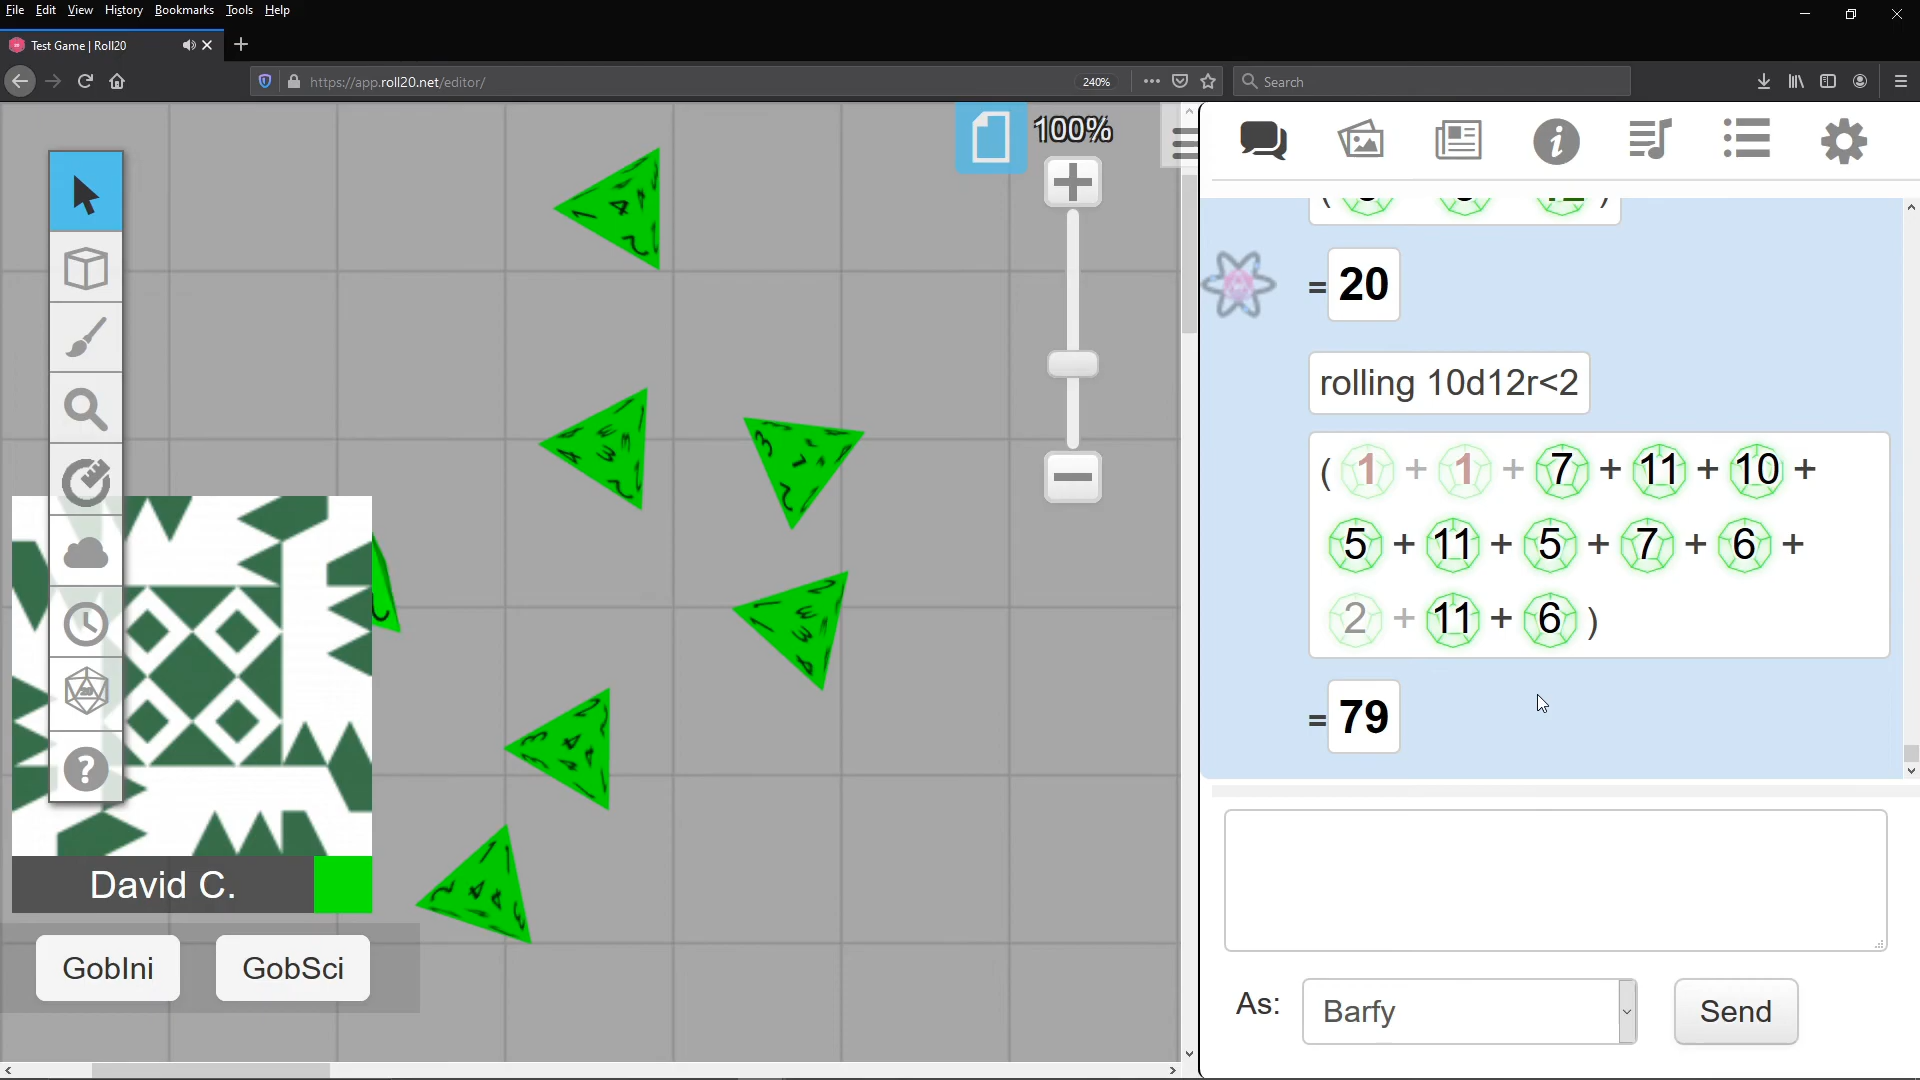 File Edit View History Bookmarks Tools Help
Test Game | Roll20
https://app.roll20.net/editor/
240%
Search
100%
= 20
rolling 10d12r<2
( 1 + 1 + 7 + 11 + 10 +
5 + 11 + 5 + 7 + 6 +
2 + 11 + 6 )
= 79
David C.
GobIni GobSci
As: Barfy Send